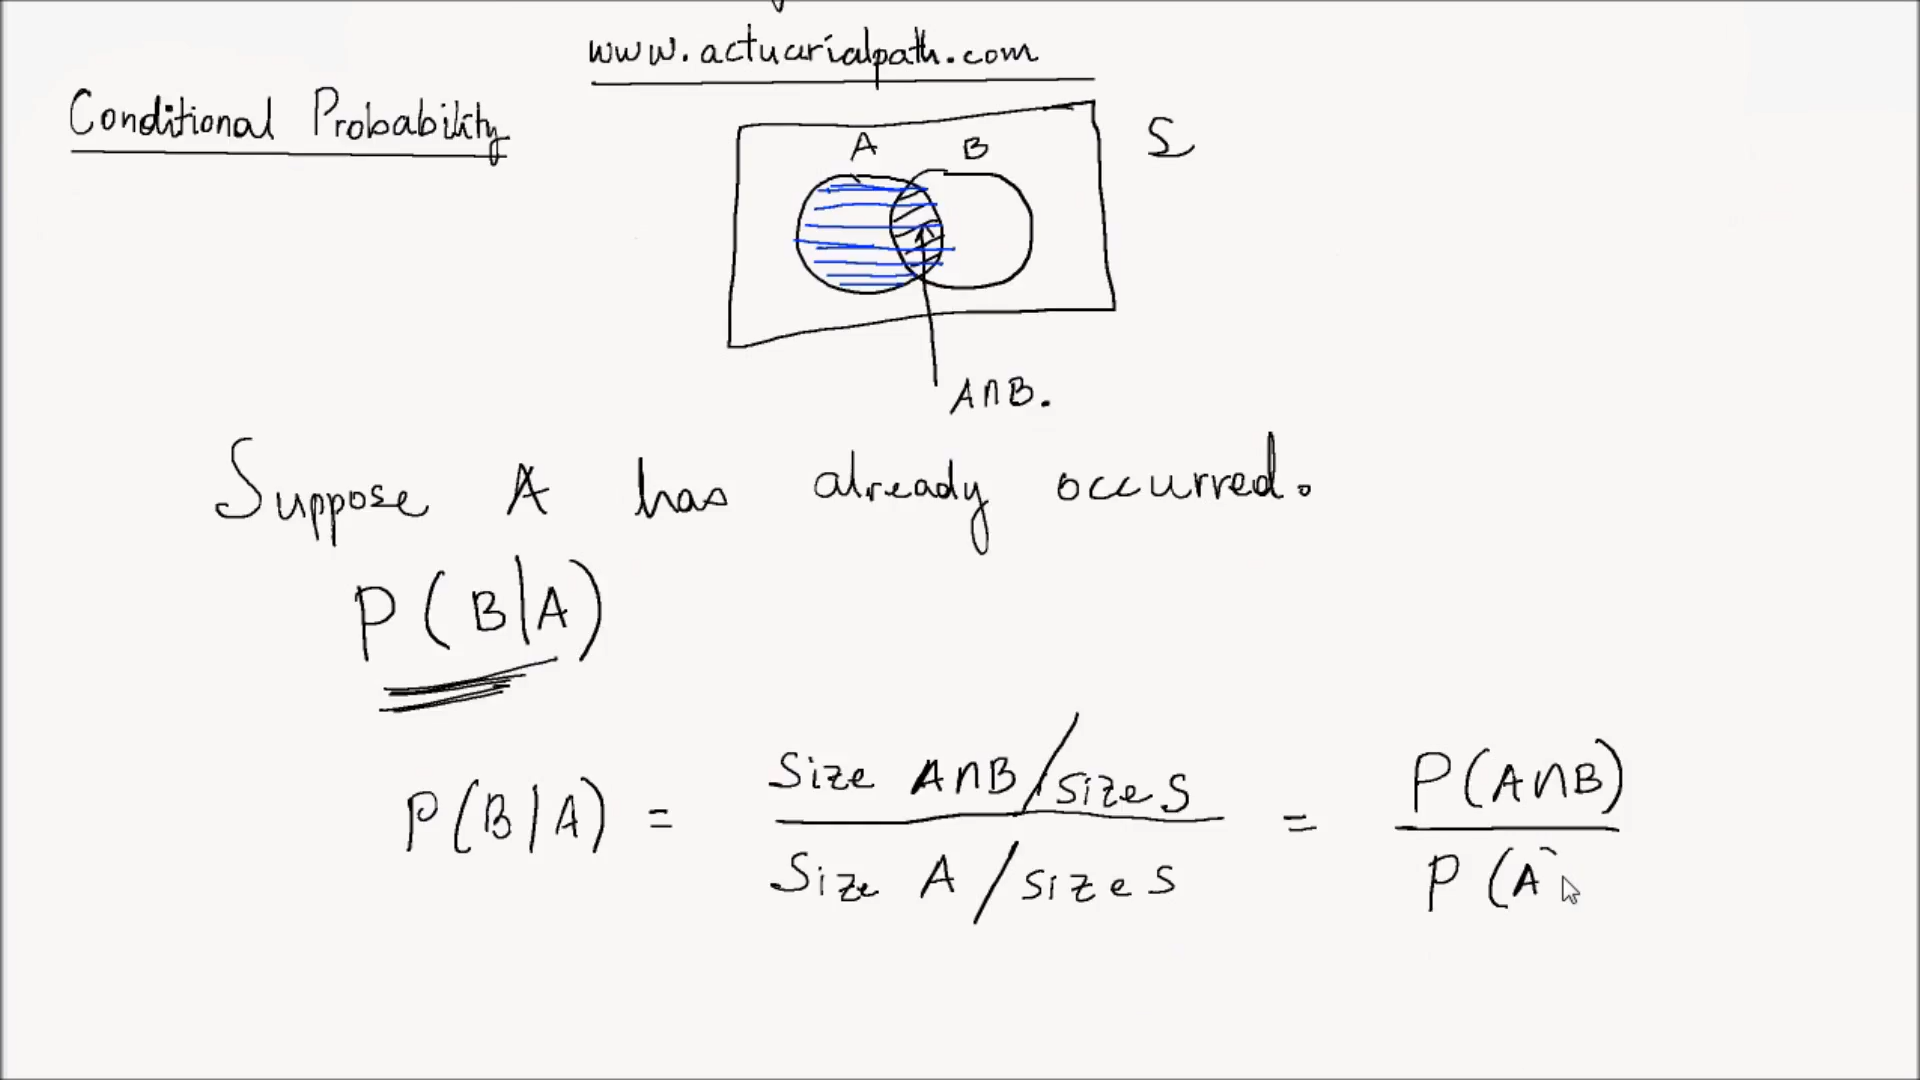 www.actuarialpath.com
Conditional Probability
A B S
A∩B.
Suppose A has already occurred.
P(B|A)
P(B|A) = Size A∩B/Size S / Size A/Size S = P(A∩B) / P(A)